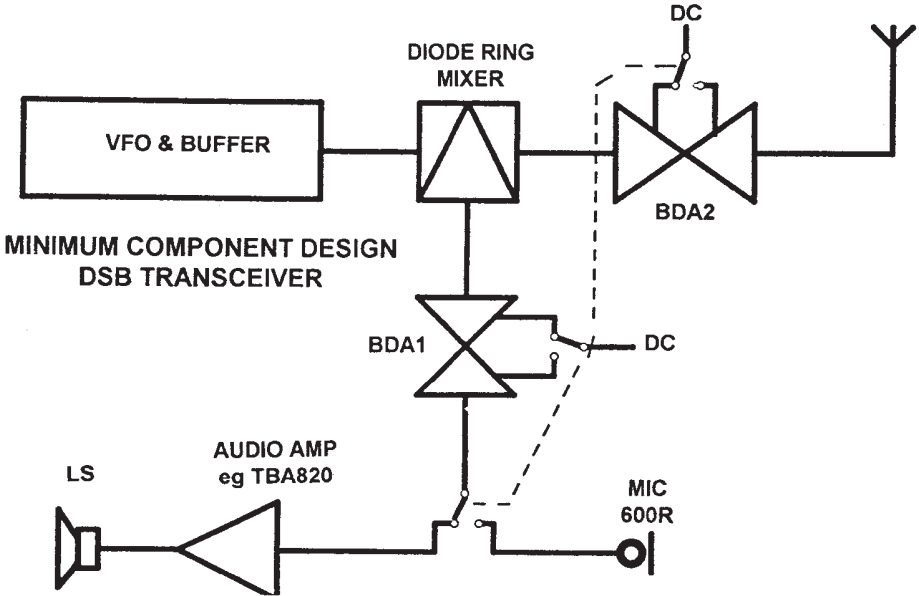 DC
DIODE RING
MIXER
VFO & BUFFER
BDA2
MINIMUM COMPONENT DESIGN
DSB TRANSCEIVER
BDA1
DC
AUDIO AMP
eg TBA820
LS
MIC
600R